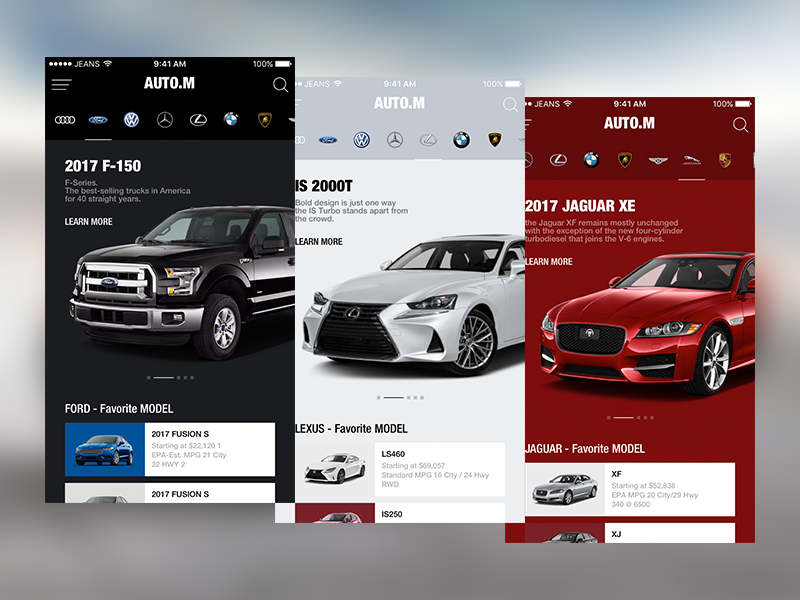 JEANS 9:41 AM 100%
AUTO.M
2017 F-150
F-Series.
The best-selling trucks in America
for 40 straight years.
LEARN MORE
FORD - Favorite MODEL
2017 FUSION S
Starting at $22,120 1
EPA-Est. MPG 21 City
32 HWY 2
2017 FUSION S
JEANS 9:41 AM 100%
AUTO.M
IS 2000T
Bold design is just one way
the IS Turbo stands apart from
the crowd.
LEARN MORE
LEXUS - Favorite MODEL
LS460
Starting at $69,057
Standard MPG 16 City / 24 Hwy
RWD
IS250
JEANS 9:41 AM 100%
AUTO.M
2017 JAGUAR XE
the Jaguar XF remains mostly unchanged
with the exception of the new four-cylinder
turbodiesel that joins the V-6 engines.
LEARN MORE
JAGUAR - Favorite MODEL
XF
Starting at $52,838
EPA MPG 20 City/29 Hwy
340 @ 6500
XJ